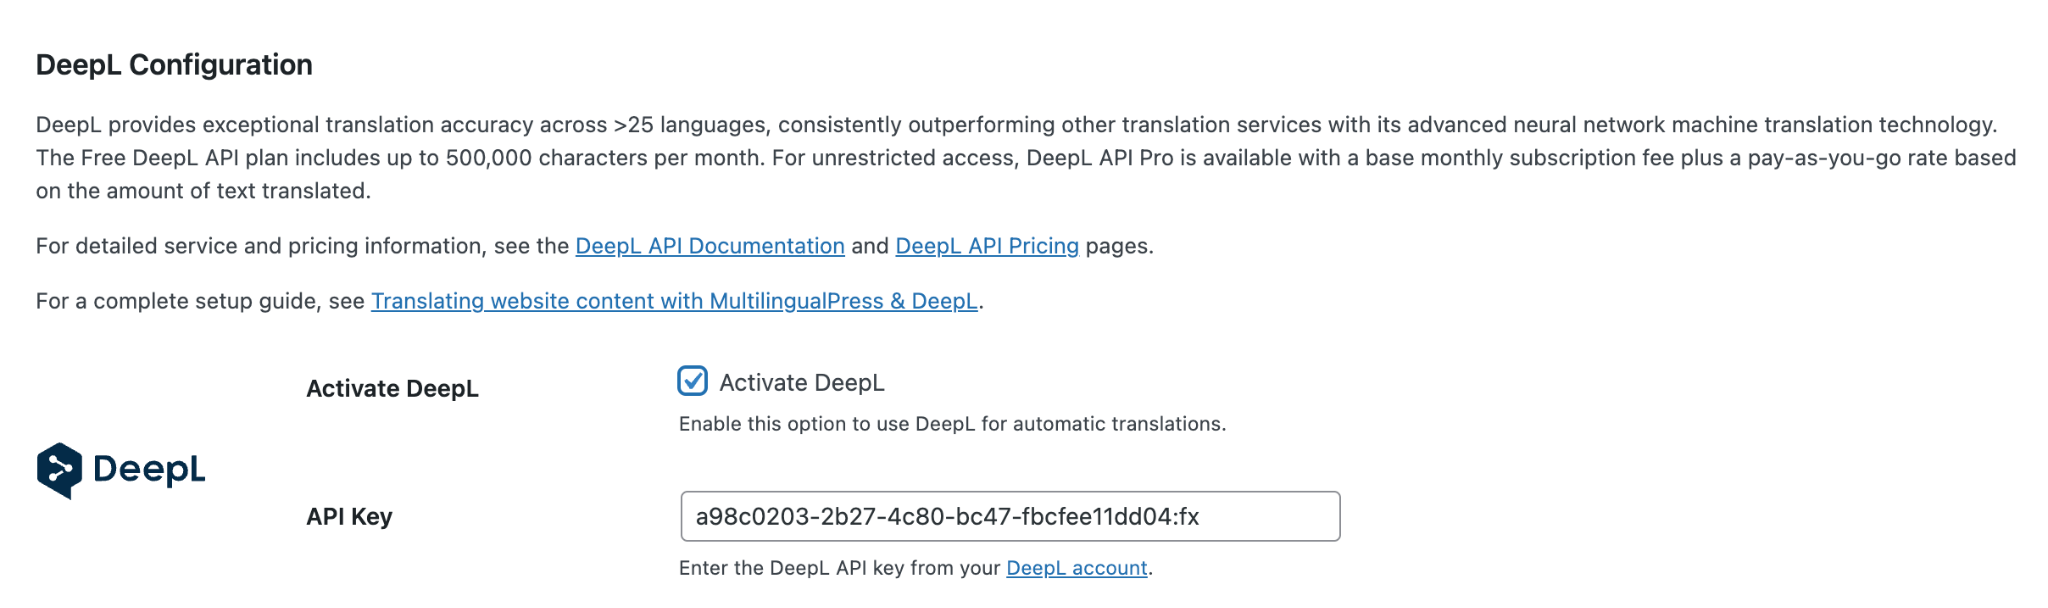 DeepL Configuration
DeepL provides exceptional translation accuracy across >25 languages, consistently outperforming other translation services with its advanced neural network machine translation technology.
The Free DeepL API plan includes up to 500,000 characters per month. For unrestricted access, DeepL API Pro is available with a base monthly subscription fee plus a pay-as-you-go rate based
on the amount of text translated.
For detailed service and pricing information, see the DeepL API Documentation and DeepL API Pricing pages.
For a complete setup guide, see Translating website content with MultilingualPress & DeepL.
Activate DeepL
Activate DeepL
Enable this option to use DeepL for automatic translations.
DeepL
API Key
a98c0203-2b27-4c80-bc47-fbcfee11dd04:fx
Enter the DeepL API key from your DeepL account.